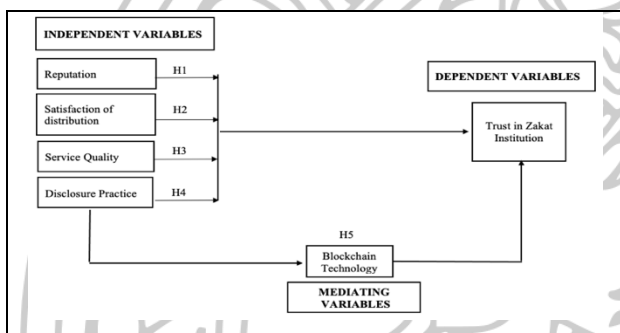 INDEPENDENT VARIABLES
Reputation
H1
Satisfaction of
distribution
H2
Service Quality
H3
Disclosure Practice
H4
DEPENDENT VARIABLES
Trust in Zakat
Institution
H5
Blockchain
Technology
MEDIATING
VARIABLES